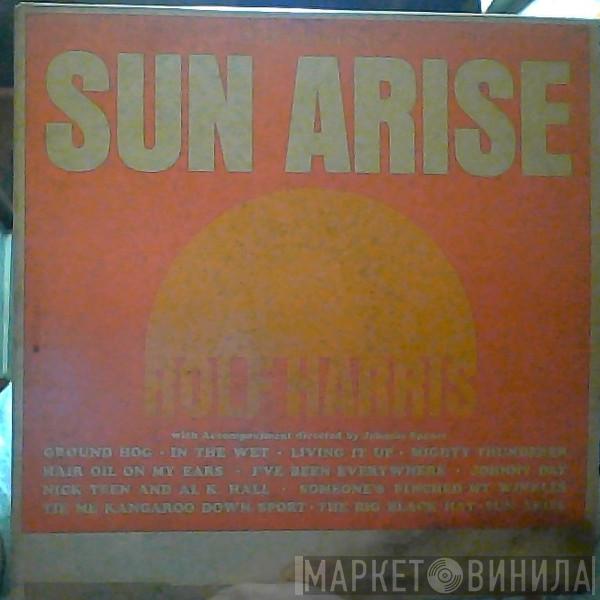 SUN ARISE
ROLF HARRIS
with Accompaniment directed by Johnnie Spence
GROUND HOG · IN THE WET · LIVING IT UP · MIGHTY THUNDERER
HAIR OIL ON MY EARS · I'VE BEEN EVERYWHERE · JOHNNY DAY
NICK TEEN AND AL K. HALL · SOMEONE'S PINCHED MY WINKLES
TIE ME KANGAROO DOWN SPORT · THE BIG BLACK HAT · SUN ARISE
МАРКЕТ ВИНИЛА